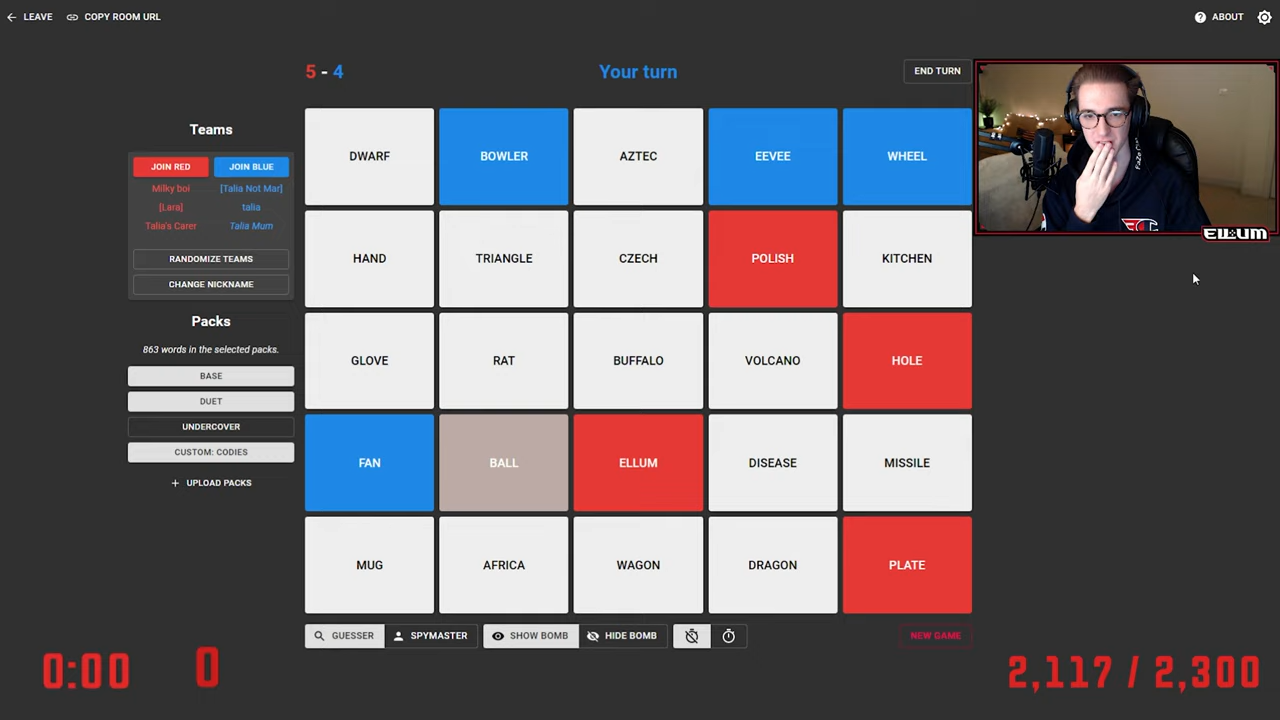 LEAVE
COPY ROOM URL
ABOUT
5 - 4
Your turn
END TURN
Teams
JOIN RED
JOIN BLUE
Milky boi
[Talia Not Mar]
[Lara]
talia
Talia's Carer
Talia Mum
RANDOMIZE TEAMS
CHANGE NICKNAME
Packs
863 words in the selected packs.
BASE
DUET
UNDERCOVER
CUSTOM: CODIES
+ UPLOAD PACKS
DWARF
BOWLER
AZTEC
EEVEE
WHEEL
HAND
TRIANGLE
CZECH
POLISH
KITCHEN
GLOVE
RAT
BUFFALO
VOLCANO
HOLE
FAN
BALL
ELLUM
DISEASE
MISSILE
MUG
AFRICA
WAGON
DRAGON
PLATE
GUESSER
SPYMASTER
SHOW BOMB
HIDE BOMB
NEW GAME
ELLUM
0:00
0
2,117 / 2,300